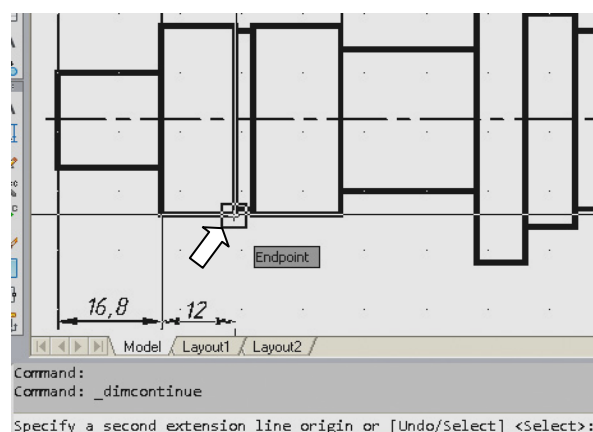 Endpoint
16,8
12
Model Layout1 Layout2
Command:
Command: _dimcontinue
Specify a second extension line origin or [Undo/Select] <Select>: